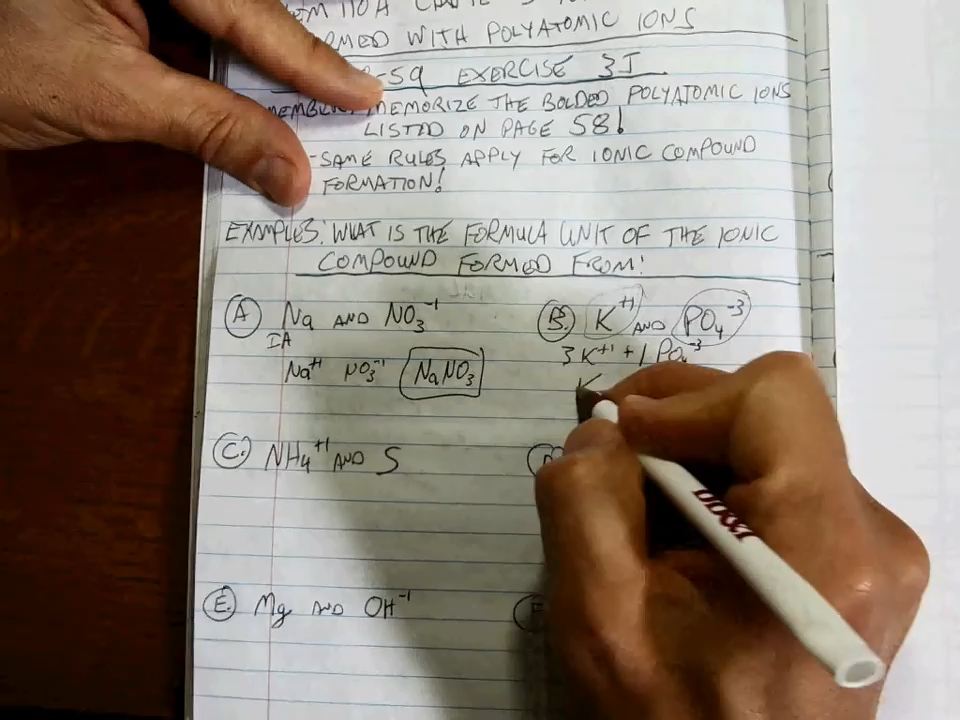 FORMED WITH POLYATOMIC IONS
59 EXERCISE 3I
MEMORIZE THE BOLDED POLYATOMIC IONS
LISTED ON PAGE 58!
-SAME RULES APPLY FOR IONIC COMPOUND
FORMATION!
EXAMPLES: WHAT IS THE FORMULA UNIT OF THE IONIC
COMPOUND FORMED FROM:
A Na AND NO₃⁻¹
IA
Na⁺¹ NO₃⁻¹ NaNO₃
B. K⁺¹ AND PO₄⁻³
3K⁺¹ + 1 PO₄⁻³
K
C. NH₄⁺¹ AND S
E. Mg AND OH⁻¹